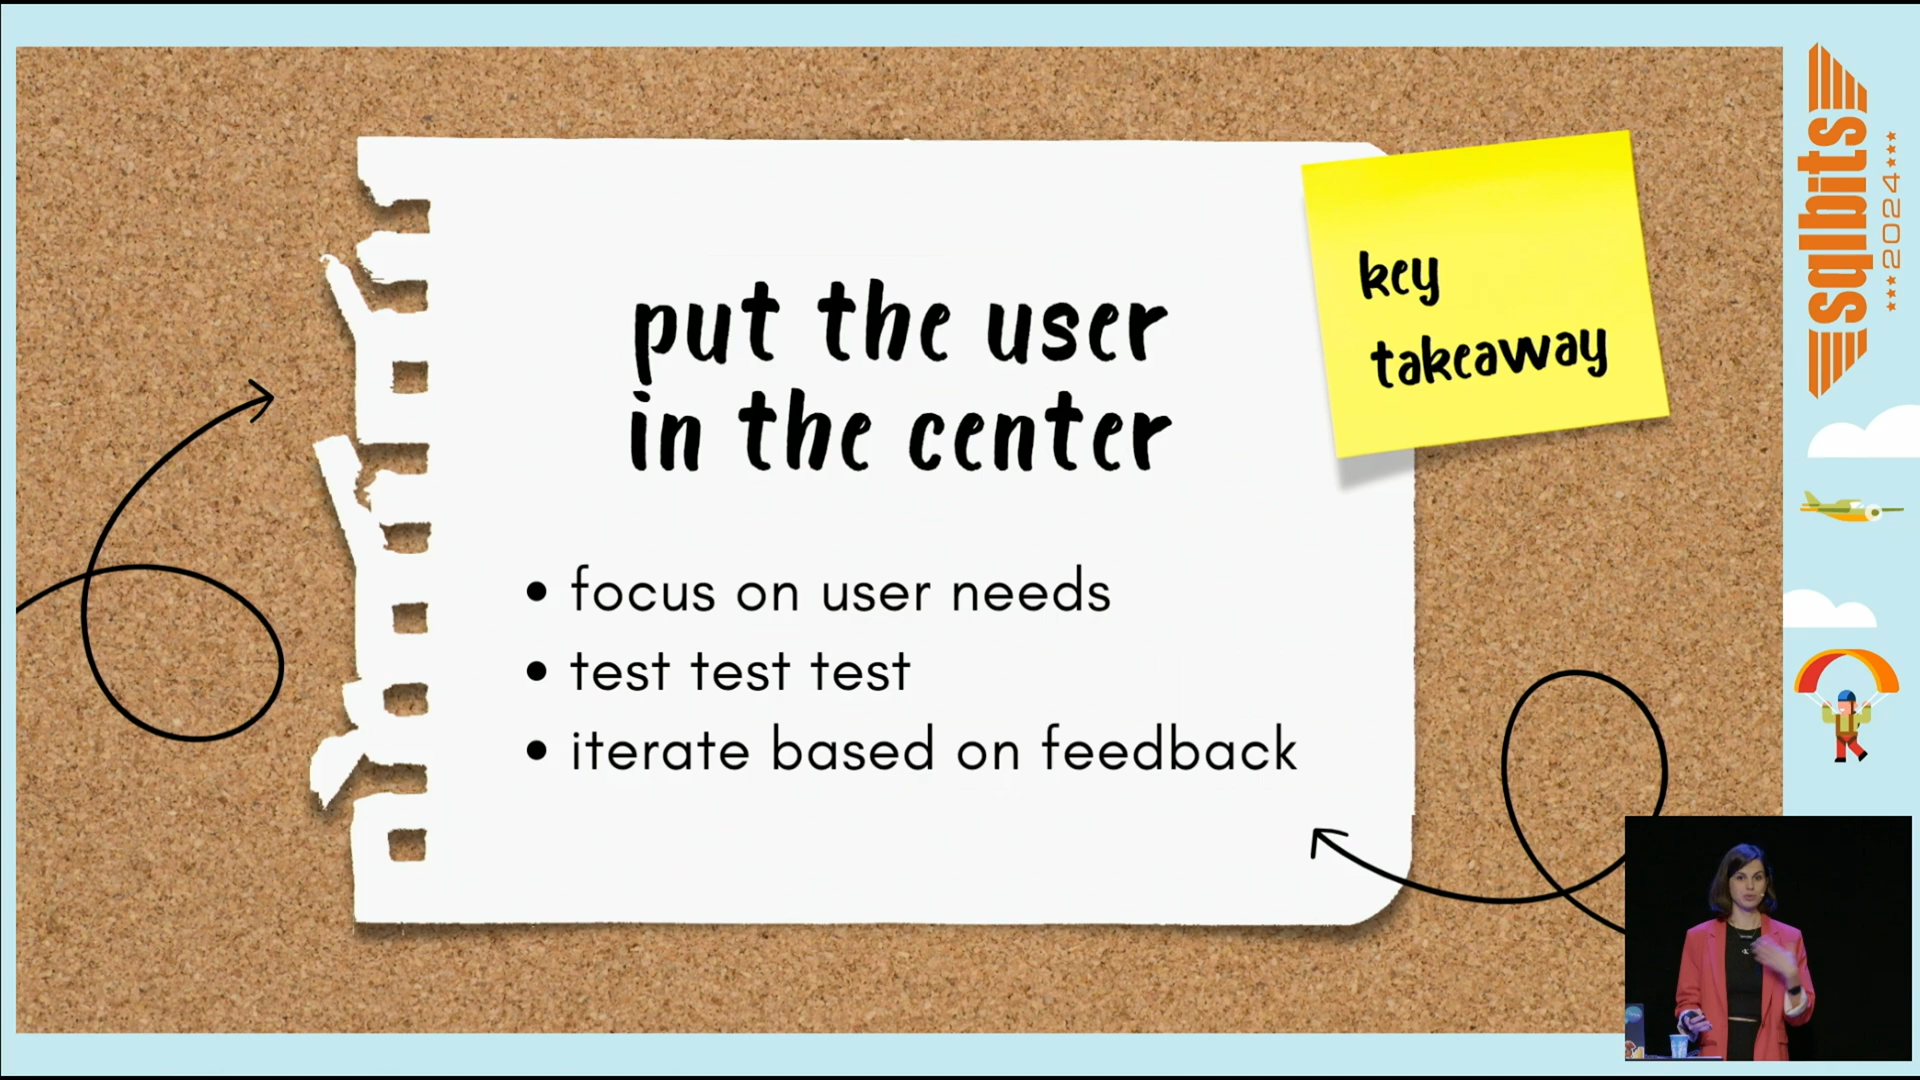 put the user
in the center
key
takeaway
• focus on user needs
• test test test
• iterate based on feedback
sqlbits
2024